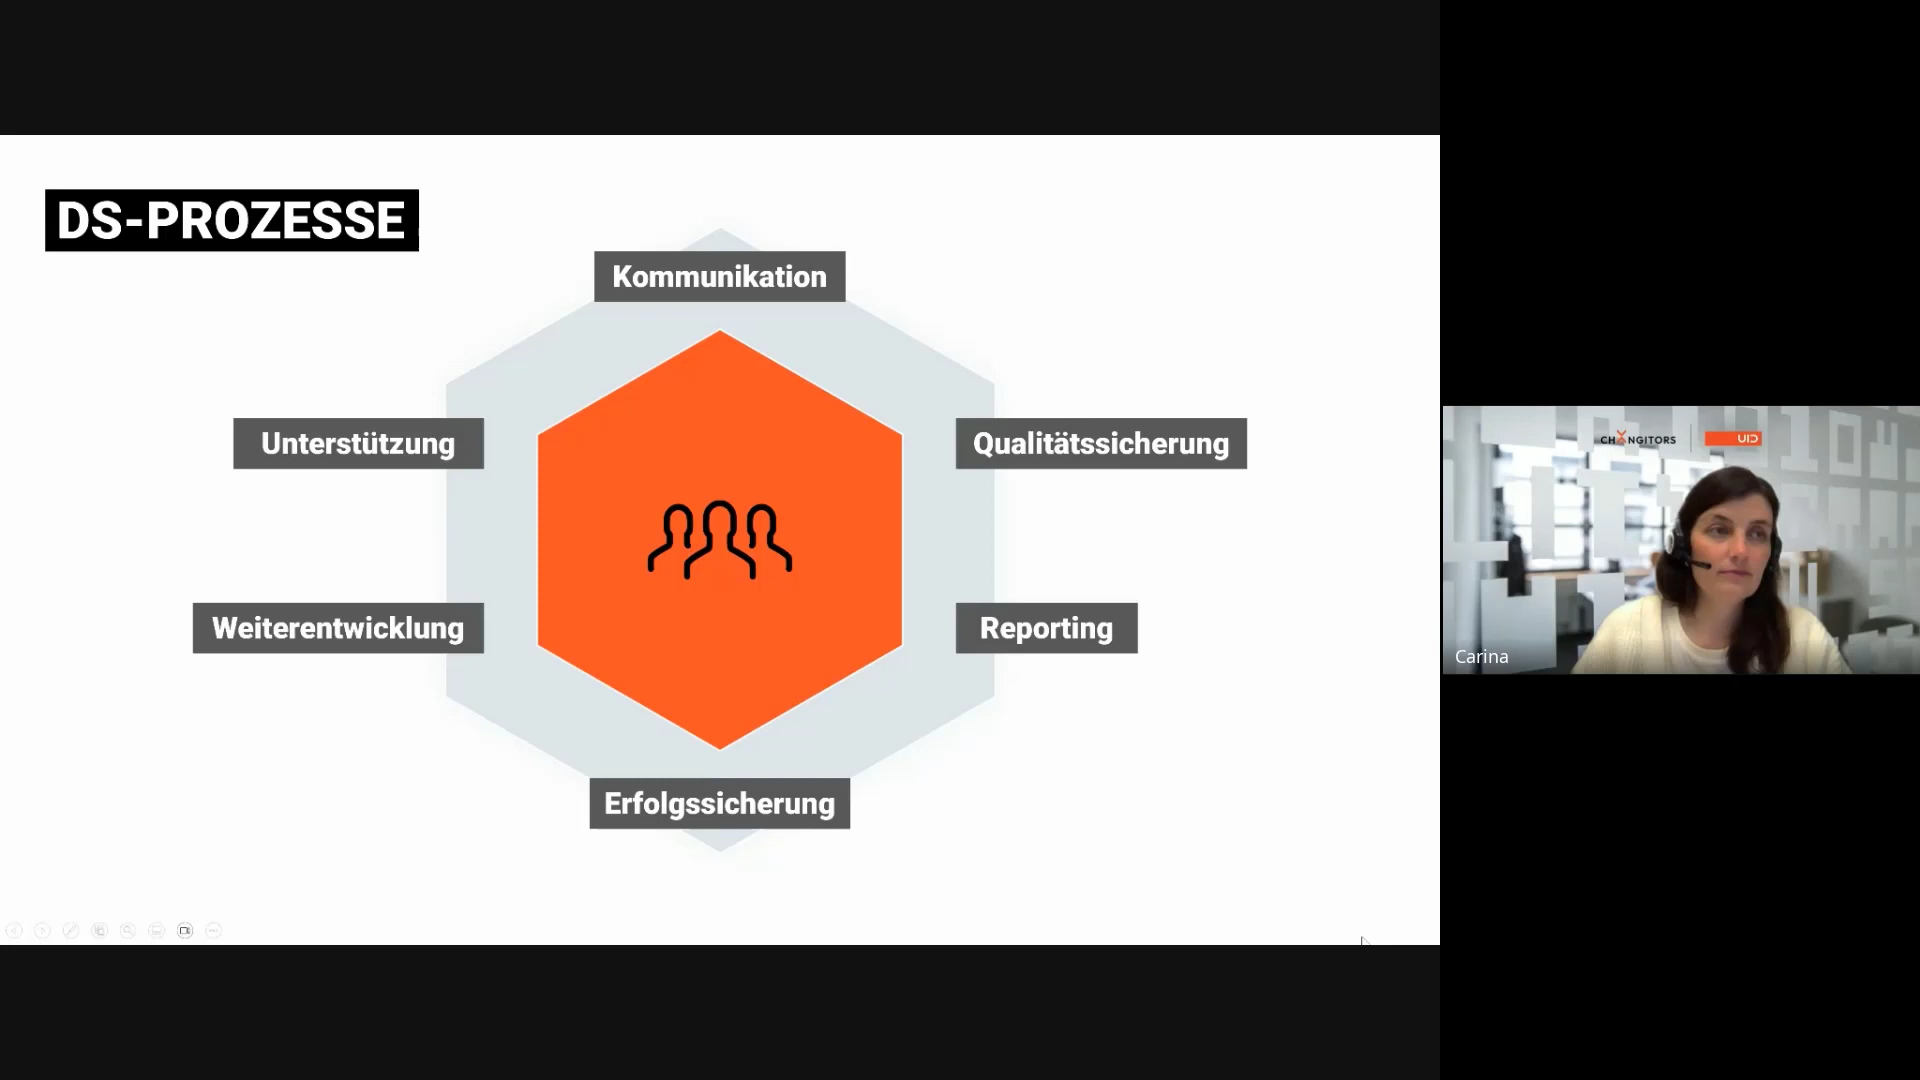 DS-PROZESSE
Kommunikation
Unterstützung
Qualitätssicherung
Weiterentwicklung
Reporting
Erfolgssicherung
CHANGITORS
UID
Carina